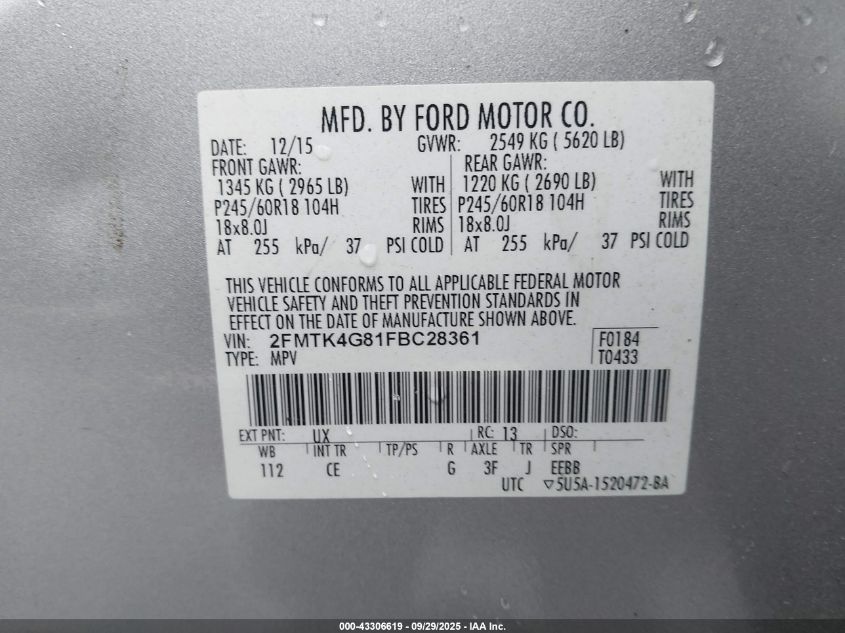 MFD. BY FORD MOTOR CO.
DATE: 12/15 GVWR: 2549 KG ( 5620 LB)
FRONT GAWR: REAR GAWR:
1345 KG ( 2965 LB) WITH 1220 KG ( 2690 LB) WITH
P245/60R18 104H TIRES P245/60R18 104H TIRES
18x8.0J RIMS 18x8.0J RIMS
AT 255 kPa/ 37 PSI COLD AT 255 kPa/ 37 PSI COLD
THIS VEHICLE CONFORMS TO ALL APPLICABLE FEDERAL MOTOR
VEHICLE SAFETY AND THEFT PREVENTION STANDARDS IN
EFFECT ON THE DATE OF MANUFACTURE SHOWN ABOVE.
VIN: 2FMTK4G81FBC28361 F0184
TYPE: MPV T0433
EXT PNT: UX RC: 13 DSO:
WB INT TR TP/PS R AXLE TR SPR
112 CE G 3F J EEBB
UTC ▽5U5A-1520472-BA
000-43306619 - 09/29/2025 - IAA Inc.